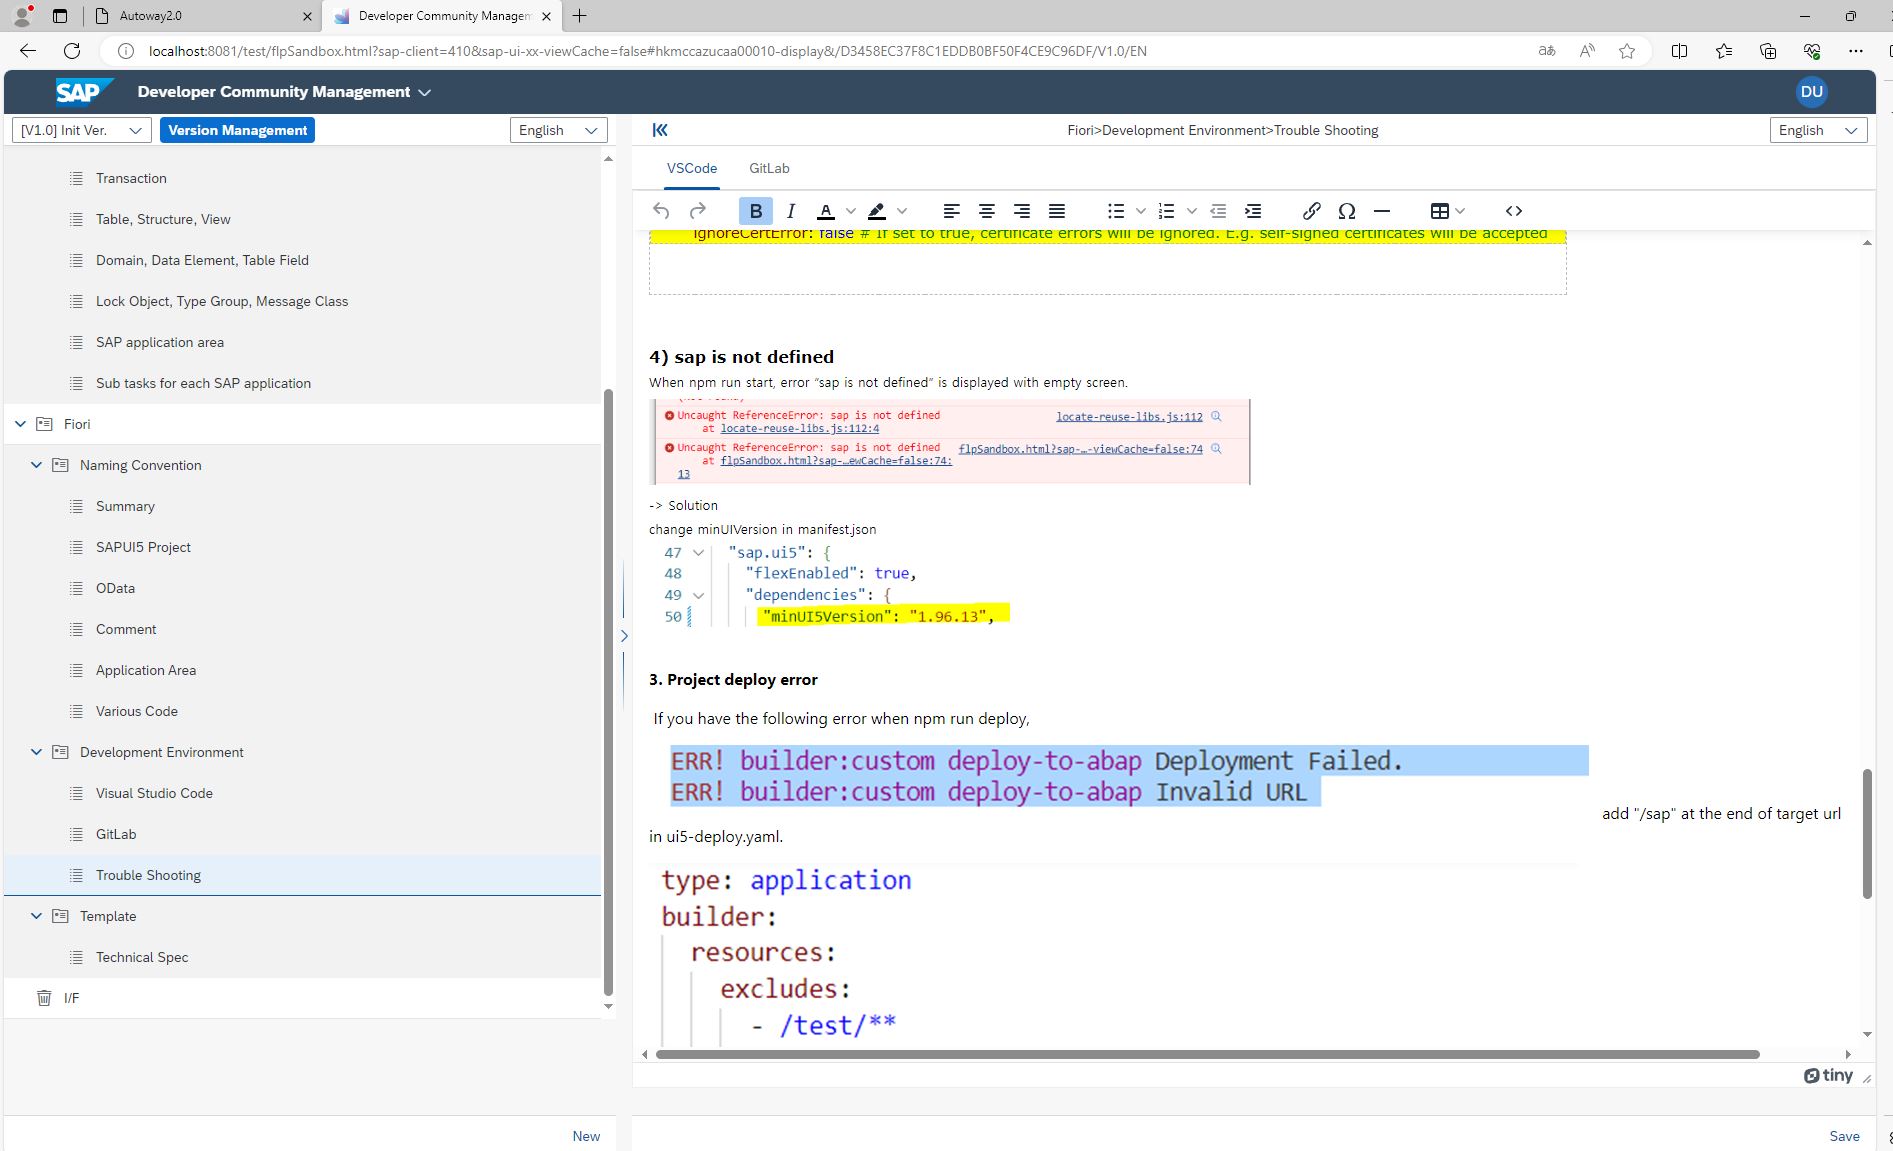 Autoway2.0
Developer Community Managem
localhost:8081/test/flpSandbox.html?sap-client=410&sap-ui-xx-viewCache=false#hkmccazucaa00010-display&/D3458EC37F8C1EDDB0BF50F4CE9C96DF/V1.0/EN
SAP
Developer Community Management
DU
[V1.0] Init Ver.
Version Management
English
Fiori>Development Environment>Trouble Shooting
English
Transaction
Table, Structure, View
Domain, Data Element, Table Field
Lock Object, Type Group, Message Class
SAP application area
Sub tasks for each SAP application
Fiori
Naming Convention
Summary
SAPUI5 Project
OData
Comment
Application Area
Various Code
Development Environment
Visual Studio Code
GitLab
Trouble Shooting
Template
Technical Spec
I/F
New
VSCode
GitLab
B I A
ignoreCertError: false # If set to true, certificate errors will be ignored. E.g. self-signed certificates will be accepted
4) sap is not defined
When npm run start, error "sap is not defined" is displayed with empty screen.
Uncaught ReferenceError: sap is not defined locate-reuse-libs.js:112
at locate-reuse-libs.js:112:4
Uncaught ReferenceError: sap is not defined flpSandbox.html?sap-…-viewCache=false:74
at flpSandbox.html?sap-…ewCache=false:74:
13
-> Solution
change minUIVersion in manifest.json
47 "sap.ui5": {
48 "flexEnabled": true,
49 "dependencies": {
50 "minUI5Version": "1.96.13",
3. Project deploy error
If you have the following error when npm run deploy,
ERR! builder:custom deploy-to-abap Deployment Failed.
ERR! builder:custom deploy-to-abap Invalid URL
add "/sap" at the end of target url
in ui5-deploy.yaml.
type: application
builder:
resources:
excludes:
- /test/**
tiny
Save